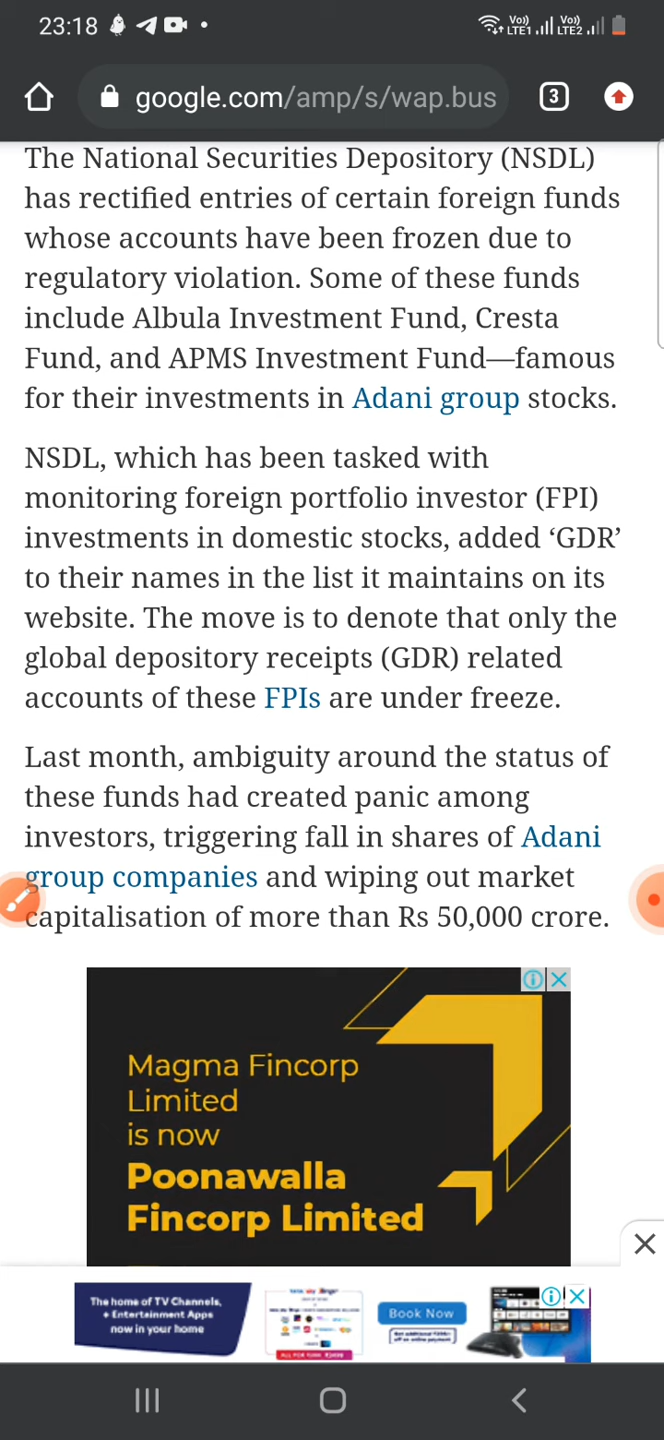 23:18
Vo)) LTE1 Vo)) LTE2
google.com/amp/s/wap.bus
3
The National Securities Depository (NSDL)
has rectified entries of certain foreign funds
whose accounts have been frozen due to
regulatory violation. Some of these funds
include Albula Investment Fund, Cresta
Fund, and APMS Investment Fund—famous
for their investments in Adani group stocks.
NSDL, which has been tasked with
monitoring foreign portfolio investor (FPI)
investments in domestic stocks, added ‘GDR’
to their names in the list it maintains on its
website. The move is to denote that only the
global depository receipts (GDR) related
accounts of these FPIs are under freeze.
Last month, ambiguity around the status of
these funds had created panic among
investors, triggering fall in shares of Adani
group companies and wiping out market
capitalisation of more than Rs 50,000 crore.
Magma Fincorp
Limited
is now
Poonawalla
Fincorp Limited
The home of TV Channels,
+ Entertainment Apps
now in your home
Book Now